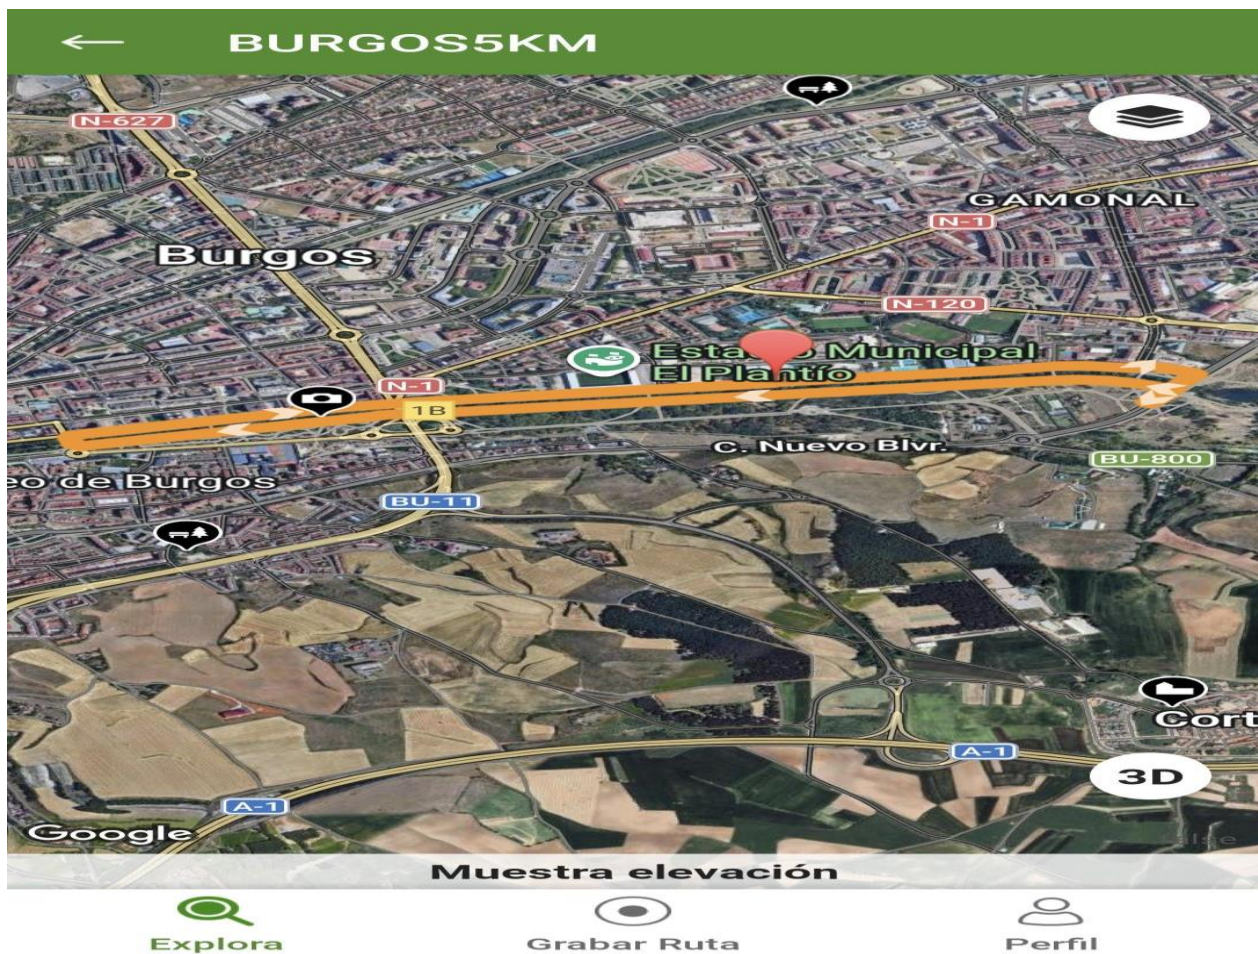 BURGOS5KM
N-627
GAMONAL
N-1
Burgos
N-120
Estadio Municipal
El Plantío
N-1
1B
C. Nuevo Blvr.
BU-800
eo de Burgos
BU-11
Cort
A-1
3D
A-1
Google
Muestra elevación
Explora
Grabar Ruta
Perfil